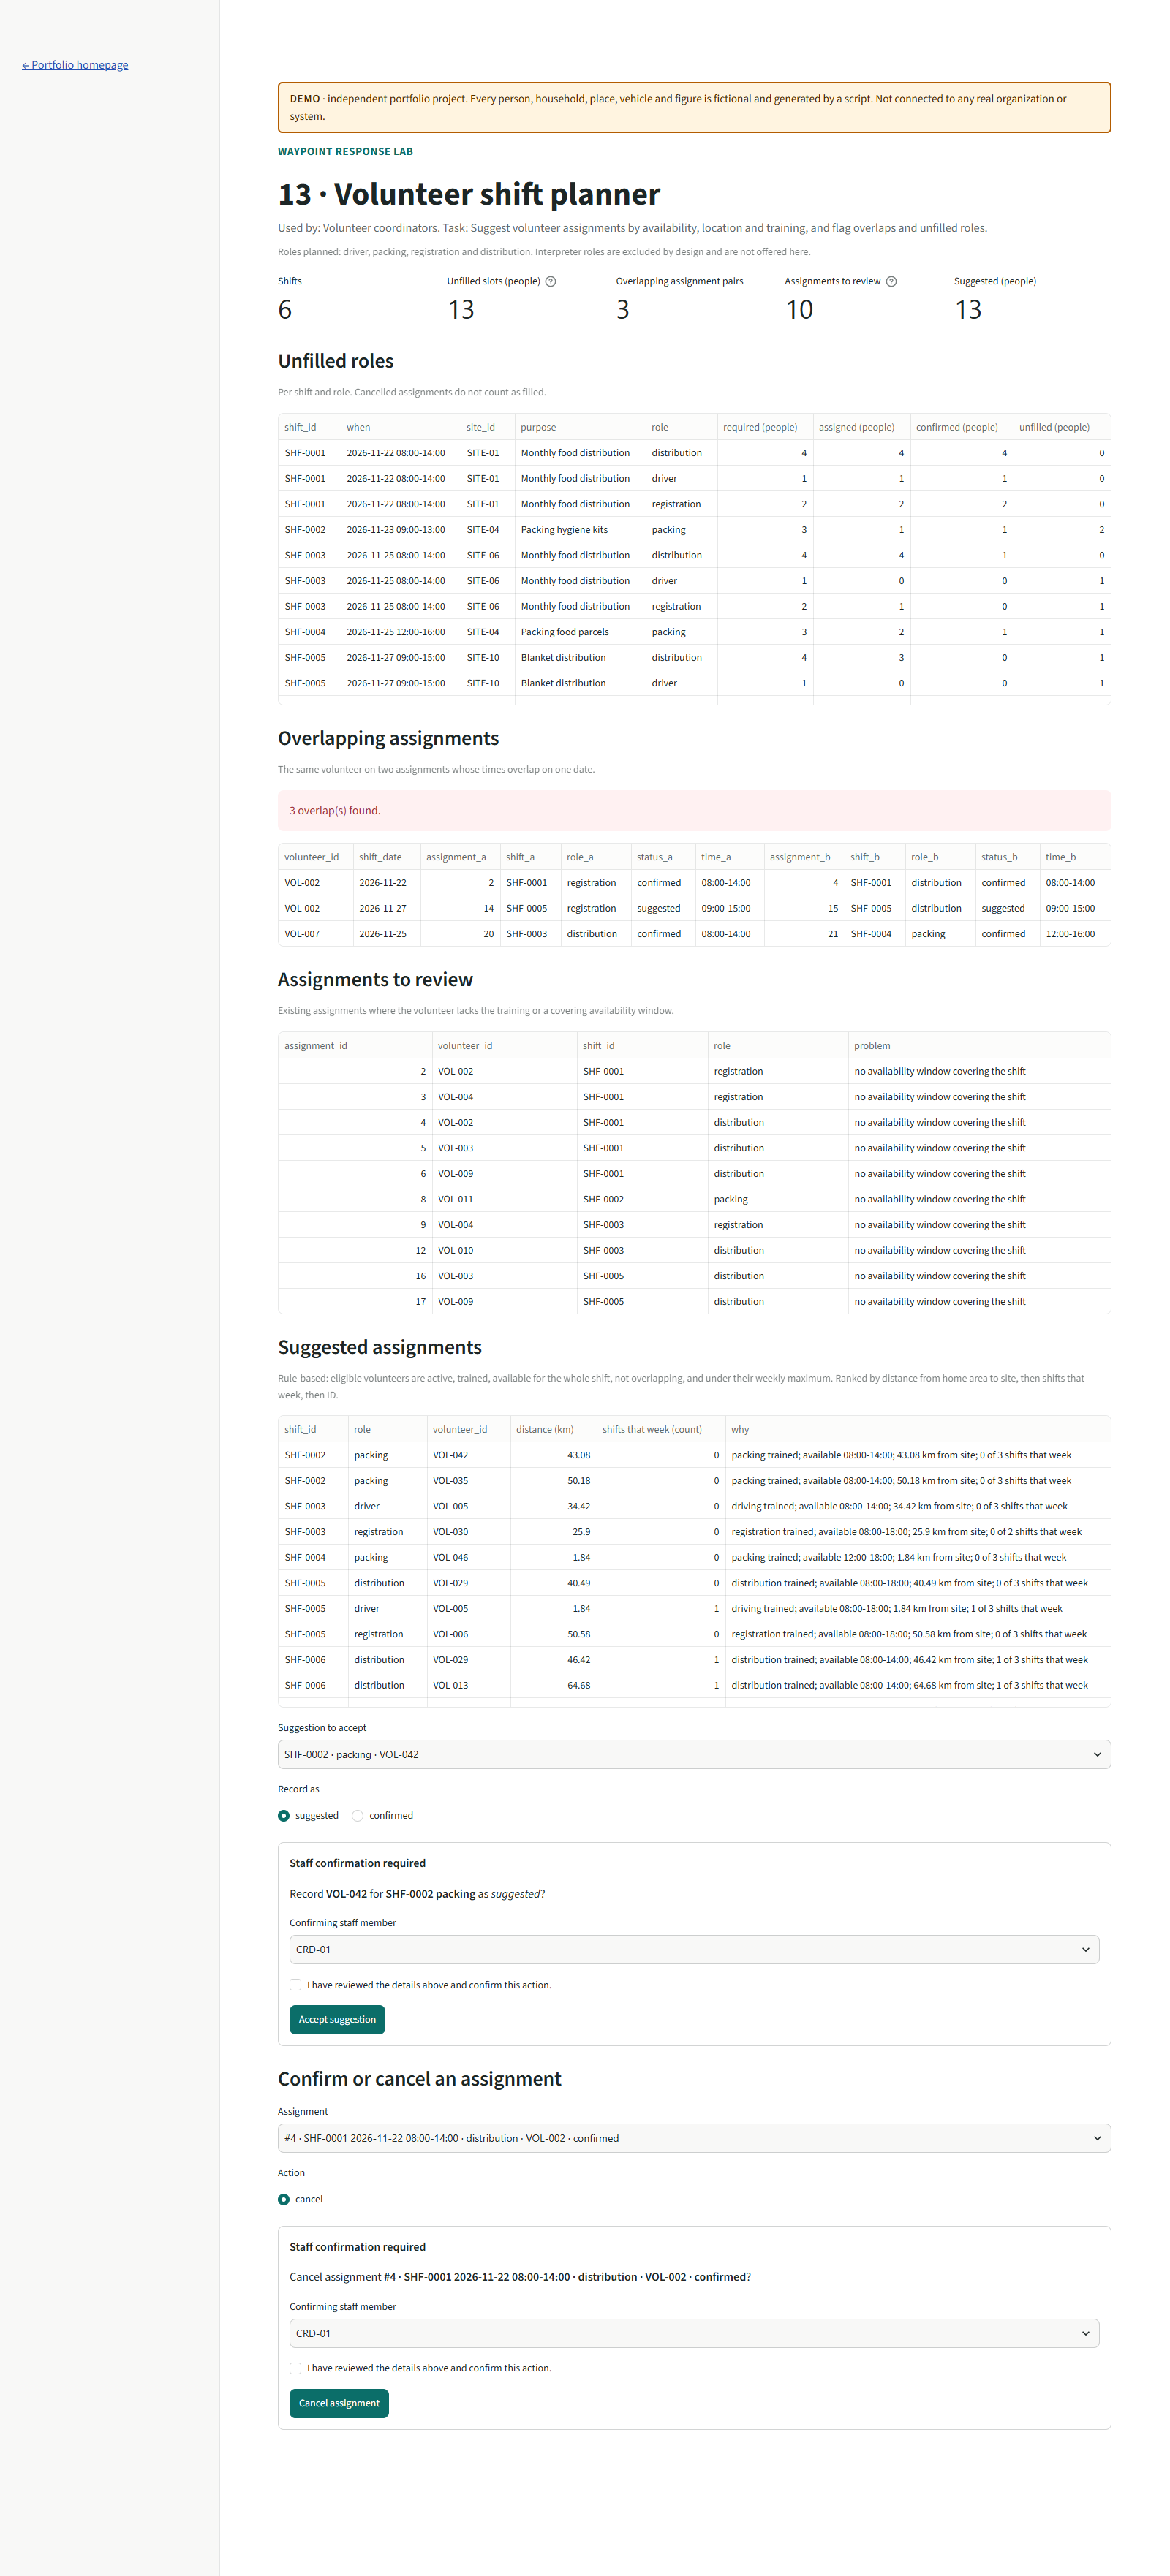 ← Portfolio homepage
DEMO · independent portfolio project. Every person, household, place, vehicle and figure is fictional and generated by a script. Not connected to any real organization or
system.
WAYPOINT RESPONSE LAB
13 · Volunteer shift planner
Used by: Volunteer coordinators. Task: Suggest volunteer assignments by availability, location and training, and flag overlaps and unfilled roles.
Roles planned: driver, packing, registration and distribution. Interpreter roles are excluded by design and are not offered here.
Shifts Unfilled slots (people) Overlapping assignment pairs Assignments to review Suggested (people)
6 13 3 10 13
Unfilled roles
Per shift and role. Cancelled assignments do not count as filled.
shift_id when site_id purpose role required (people) assigned (people) confirmed (people) unfilled (people)
SHF-0001 2026-11-22 08:00-14:00 SITE-01 Monthly food distribution distribution 4 4 4 0
SHF-0001 2026-11-22 08:00-14:00 SITE-01 Monthly food distribution driver 1 1 1 0
SHF-0001 2026-11-22 08:00-14:00 SITE-01 Monthly food distribution registration 2 2 2 0
SHF-0002 2026-11-23 09:00-13:00 SITE-04 Packing hygiene kits packing 3 1 1 2
SHF-0003 2026-11-25 08:00-14:00 SITE-06 Monthly food distribution distribution 4 4 1 0
SHF-0003 2026-11-25 08:00-14:00 SITE-06 Monthly food distribution driver 1 0 0 1
SHF-0003 2026-11-25 08:00-14:00 SITE-06 Monthly food distribution registration 2 1 0 1
SHF-0004 2026-11-25 12:00-16:00 SITE-04 Packing food parcels packing 3 2 1 1
SHF-0005 2026-11-27 09:00-15:00 SITE-10 Blanket distribution distribution 4 3 0 1
SHF-0005 2026-11-27 09:00-15:00 SITE-10 Blanket distribution driver 1 0 0 1
Overlapping assignments
The same volunteer on two assignments whose times overlap on one date.
3 overlap(s) found.
volunteer_id shift_date assignment_a shift_a role_a status_a time_a assignment_b shift_b role_b status_b time_b
VOL-002 2026-11-22 2 SHF-0001 registration confirmed 08:00-14:00 4 SHF-0001 distribution confirmed 08:00-14:00
VOL-002 2026-11-27 14 SHF-0005 registration suggested 09:00-15:00 15 SHF-0005 distribution suggested 09:00-15:00
VOL-007 2026-11-25 20 SHF-0003 distribution confirmed 08:00-14:00 21 SHF-0004 packing confirmed 12:00-16:00
Assignments to review
Existing assignments where the volunteer lacks the training or a covering availability window.
assignment_id volunteer_id shift_id role problem
2 VOL-002 SHF-0001 registration no availability window covering the shift
3 VOL-004 SHF-0001 registration no availability window covering the shift
4 VOL-002 SHF-0001 distribution no availability window covering the shift
5 VOL-003 SHF-0001 distribution no availability window covering the shift
6 VOL-009 SHF-0001 distribution no availability window covering the shift
8 VOL-011 SHF-0002 packing no availability window covering the shift
9 VOL-004 SHF-0003 registration no availability window covering the shift
12 VOL-010 SHF-0003 distribution no availability window covering the shift
16 VOL-003 SHF-0005 distribution no availability window covering the shift
17 VOL-009 SHF-0005 distribution no availability window covering the shift
Suggested assignments
Rule-based: eligible volunteers are active, trained, available for the whole shift, not overlapping, and under their weekly maximum. Ranked by distance from home area to site, then shifts that
week, then ID.
shift_id role volunteer_id distance (km) shifts that week (count) why
SHF-0002 packing VOL-042 43.08 0 packing trained; available 08:00-14:00; 43.08 km from site; 0 of 3 shifts that week
SHF-0002 packing VOL-035 50.18 0 packing trained; available 08:00-14:00; 50.18 km from site; 0 of 3 shifts that week
SHF-0003 driver VOL-005 34.42 0 driving trained; available 08:00-14:00; 34.42 km from site; 0 of 3 shifts that week
SHF-0003 registration VOL-030 25.9 0 registration trained; available 08:00-18:00; 25.9 km from site; 0 of 2 shifts that week
SHF-0004 packing VOL-046 1.84 0 packing trained; available 12:00-18:00; 1.84 km from site; 0 of 3 shifts that week
SHF-0005 distribution VOL-029 40.49 0 distribution trained; available 08:00-18:00; 40.49 km from site; 0 of 3 shifts that week
SHF-0005 driver VOL-005 1.84 1 driving trained; available 08:00-18:00; 1.84 km from site; 1 of 3 shifts that week
SHF-0005 registration VOL-006 50.58 0 registration trained; available 08:00-18:00; 50.58 km from site; 0 of 3 shifts that week
SHF-0006 distribution VOL-029 46.42 1 distribution trained; available 08:00-14:00; 46.42 km from site; 1 of 3 shifts that week
SHF-0006 distribution VOL-013 64.68 1 distribution trained; available 08:00-14:00; 64.68 km from site; 1 of 3 shifts that week
Suggestion to accept
SHF-0002 · packing · VOL-042
Record as
suggested confirmed
Staff confirmation required
Record VOL-042 for SHF-0002 packing as suggested?
Confirming staff member
CRD-01
I have reviewed the details above and confirm this action.
Accept suggestion
Confirm or cancel an assignment
Assignment
#4 · SHF-0001 2026-11-22 08:00-14:00 · distribution · VOL-002 · confirmed
Action
cancel
Staff confirmation required
Cancel assignment #4 · SHF-0001 2026-11-22 08:00-14:00 · distribution · VOL-002 · confirmed?
Confirming staff member
CRD-01
I have reviewed the details above and confirm this action.
Cancel assignment